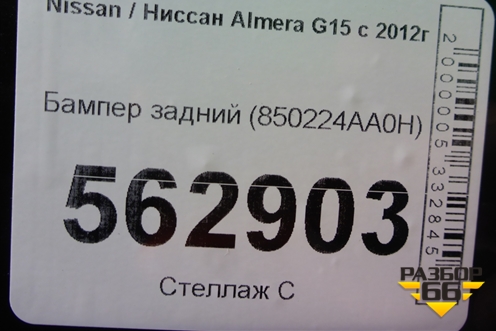 Nissan / Ниссан Almera G15 с 2012г
Бампер задний (850224AA0H)
562903
Стеллаж С
2000005332845
РАЗБОР
66